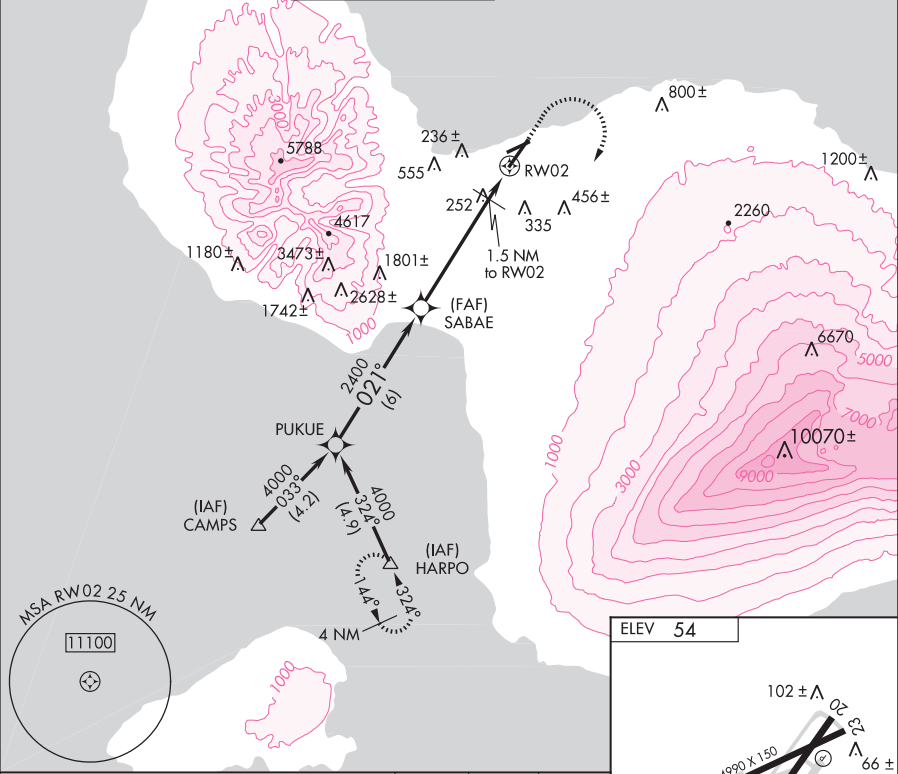 3000
5788
236±
555
800±
RW02
1200±
252
335
456±
2260
4617
1180±
3473±
1801±
1.5 NM
to RW02
1742±
2628±
1000
(FAF)
SABAE
6670
5000
2400
021°
(6)
7000
PUKUE
10070±
1000
3000
9000
4000
033°
(4.2)
4000
324°
(4.9)
(IAF)
CAMPS
(IAF)
HARPO
144°
324°
4 NM
MSA RW02 25 NM
11100
ELEV 54
1000
102±
20
23
4990 X 150
P
66±